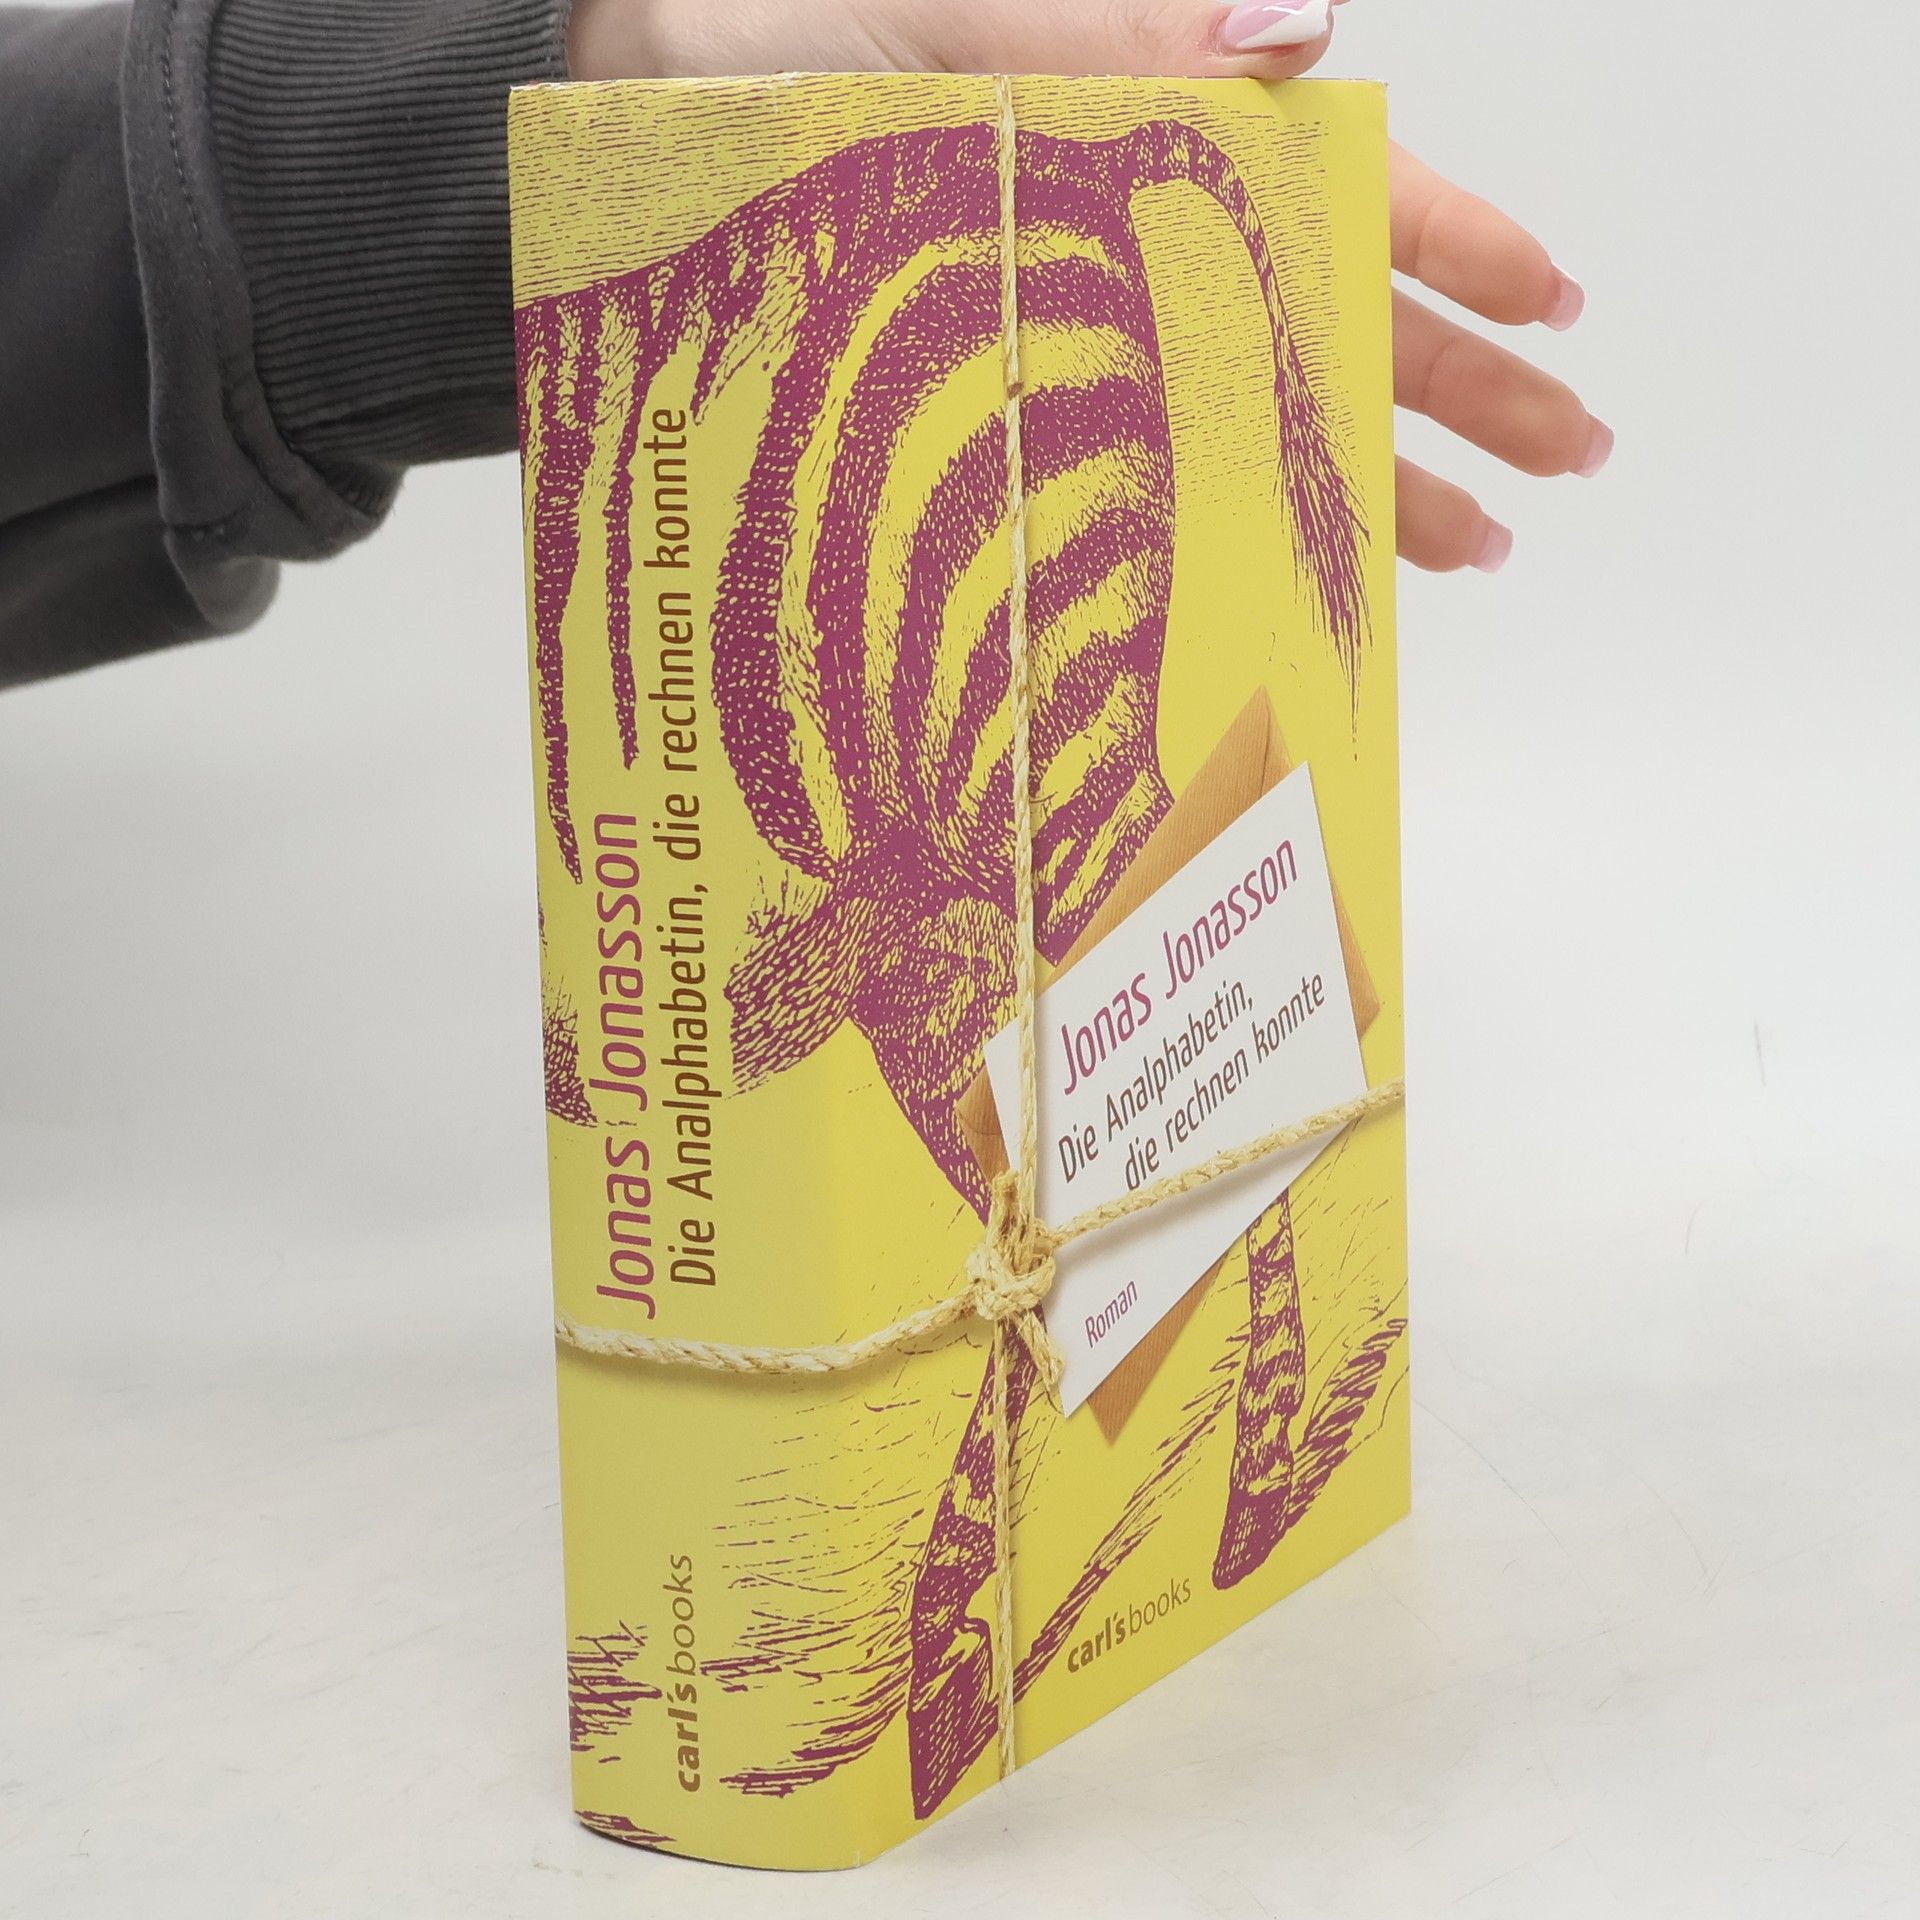 Jonas Jonasson
Die Analphabetin, die rechnen konnte
carl's books
Jonas Jonasson
Die Analphabetin,
die rechnen konnte
Roman
carl's books